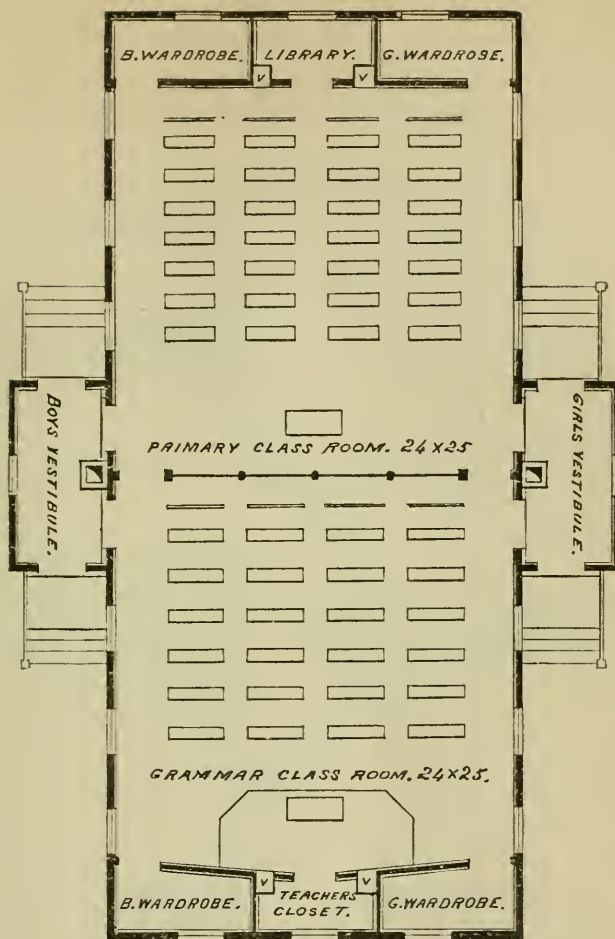 B. WARDROBE.
LIBRARY.
G. WARDROBE.
V
V
BOYS VESTIBULE.
GIRLS VESTIBULE.
PRIMARY CLASS ROOM. 24 X 25
GRAMMAR CLASS ROOM. 24 X 25.
V
V
B. WARDROBE.
TEACHERS
CLOSET.
G. WARDROBE.